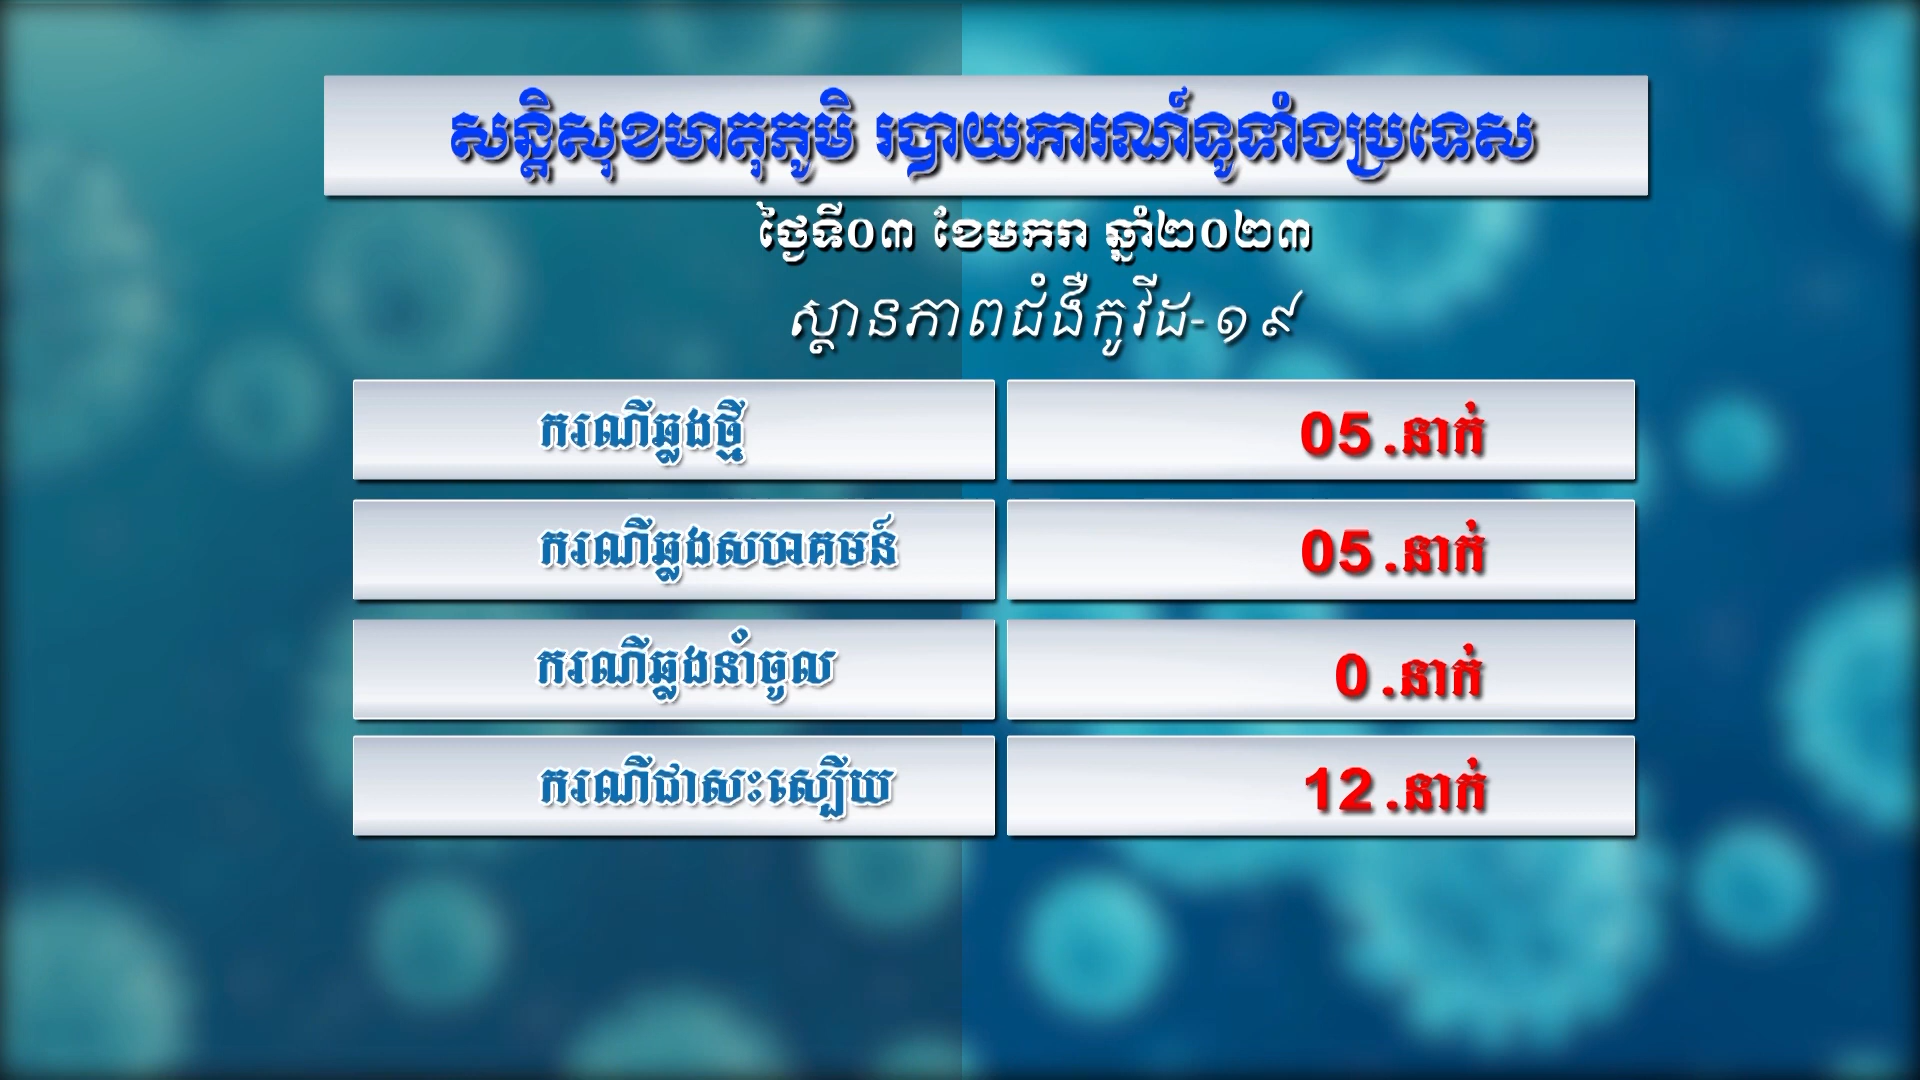 សន្តិសុខមាតុភូមិ របាយការណ៍ទូទាំងប្រទេស
ថ្ងៃទី០៣ ខែមករា ឆ្នាំ២០២៣
ស្ថានភាពជំងឺកូវីដ-១៩
ករណីឆ្លងថ្មី 05.នាក់
ករណីឆ្លងសហគមន៍ 05.នាក់
ករណីឆ្លងនាំចូល 0.នាក់
ករណីជាសះស្បើយ 12.នាក់